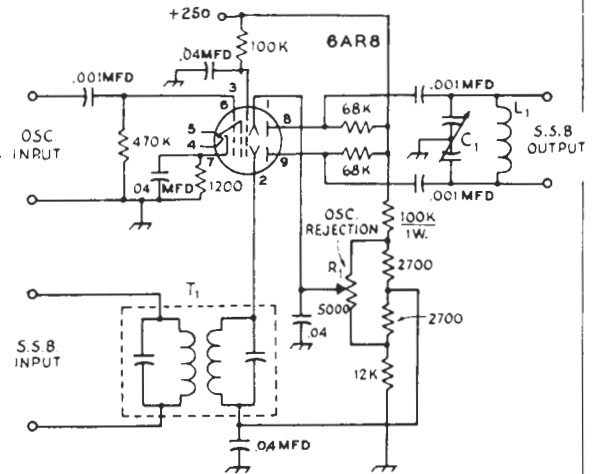 +250
100K
6AR8
.04MFD
.001MFD
3
6
1
8
5
4
7
9
2
68K
68K
.001MFD
L1
C1
S.S.B
OUTPUT
.001MFD
OSC
INPUT
470K
.04 MFD
1200
OSC.
REJECTION
100K
1W.
R1
2700
5000
2700
.04
12K
T1
S.S.B.
INPUT
.04MFD